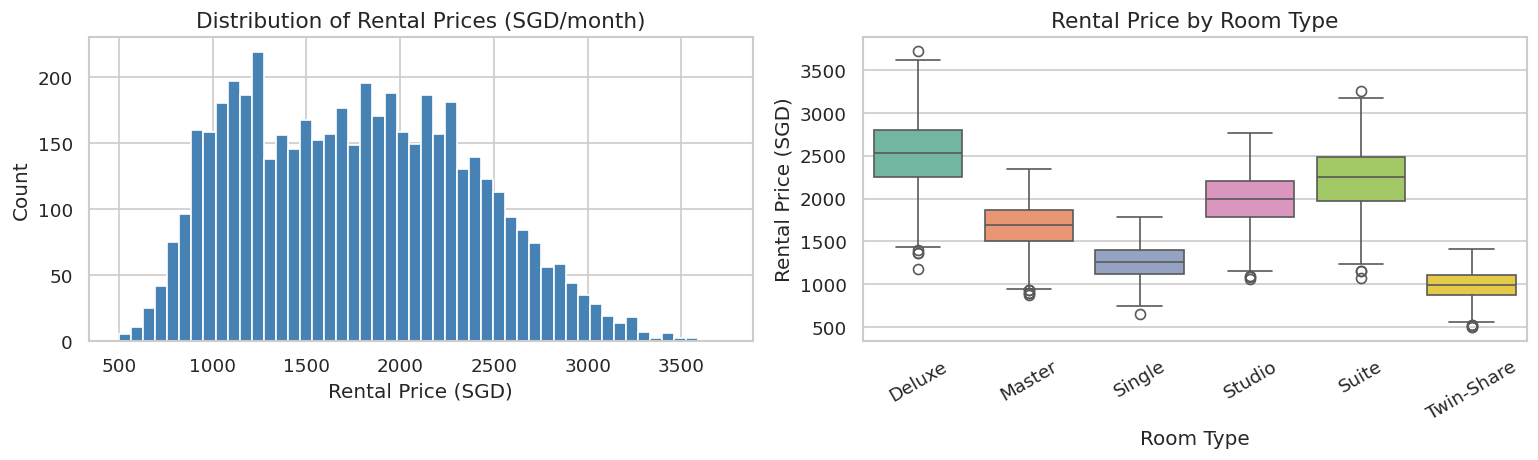 Distribution of Rental Prices (SGD/month)
Count
200
150
100
50
0
500 1000 1500 2000 2500 3000 3500
Rental Price (SGD)
Rental Price by Room Type
Rental Price (SGD)
3500
3000
2500
2000
1500
1000
500
Deluxe Master Single Studio Suite Twin-Share
Room Type